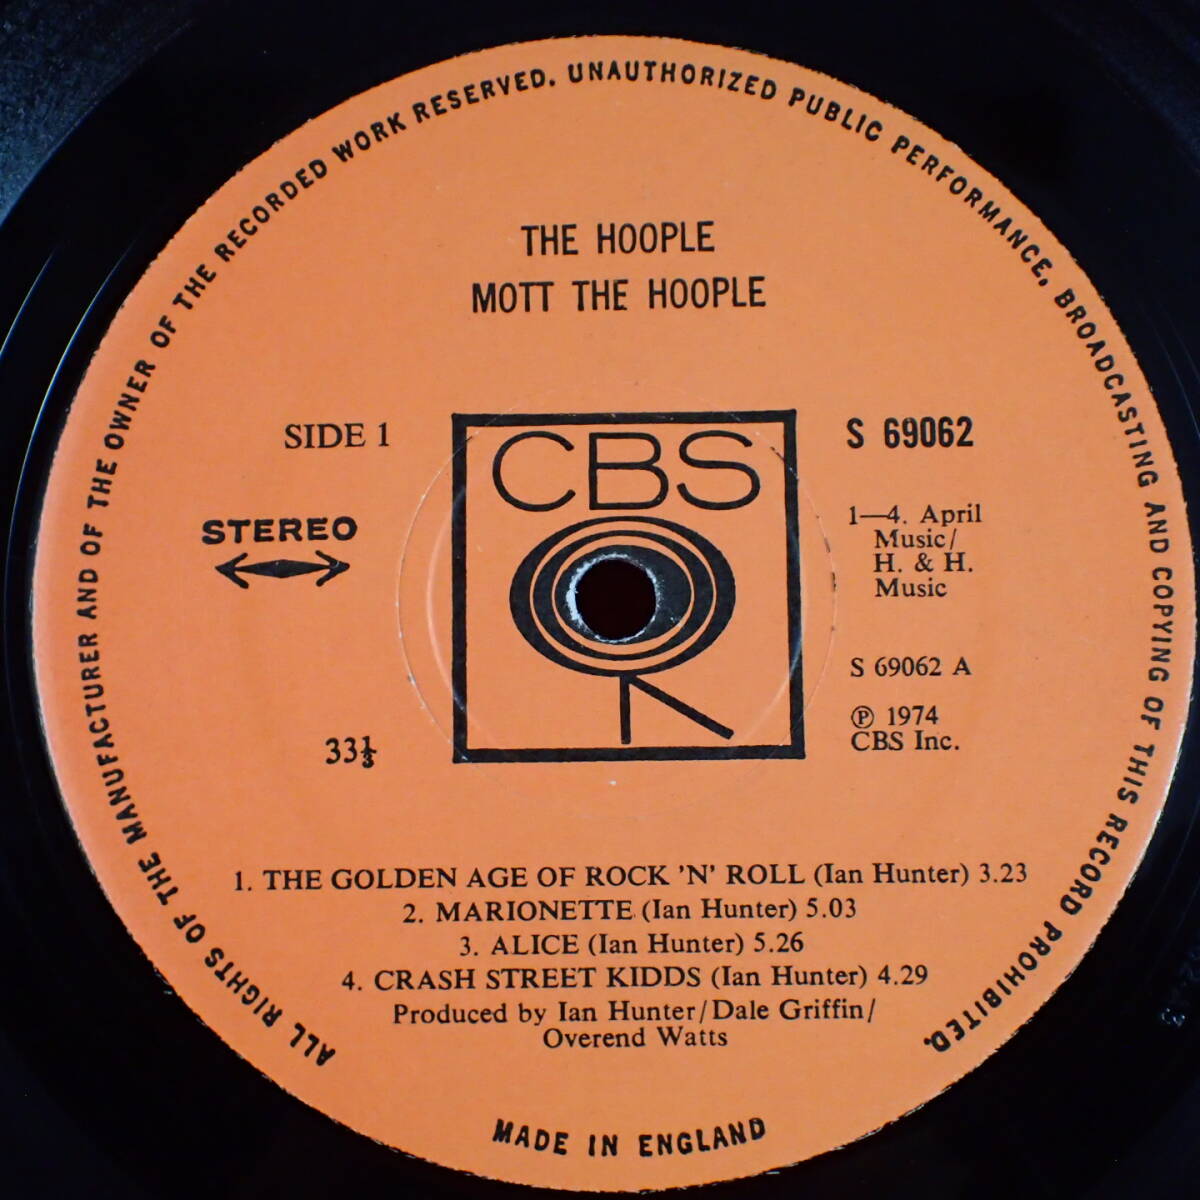 ALL RIGHTS OF THE MANUFACTURER AND OF THE OWNER OF THE RECORDED WORK RESERVED. UNAUTHORIZED PUBLIC PERFORMANCE, BROADCASTING AND COPYING OF THIS RECORD PROHIBITED.
THE HOOPLE
MOTT THE HOOPLE
SIDE 1
STEREO
33⅓
CBS
S 69062
1—4. April
Music/
H. & H.
Music
S 69062 A
℗ 1974
CBS Inc.
1. THE GOLDEN AGE OF ROCK 'N' ROLL (Ian Hunter) 3.23
2. MARIONETTE (Ian Hunter) 5.03
3. ALICE (Ian Hunter) 5.26
4. CRASH STREET KIDDS (Ian Hunter) 4.29
Produced by Ian Hunter/Dale Griffin/
Overend Watts
MADE IN ENGLAND